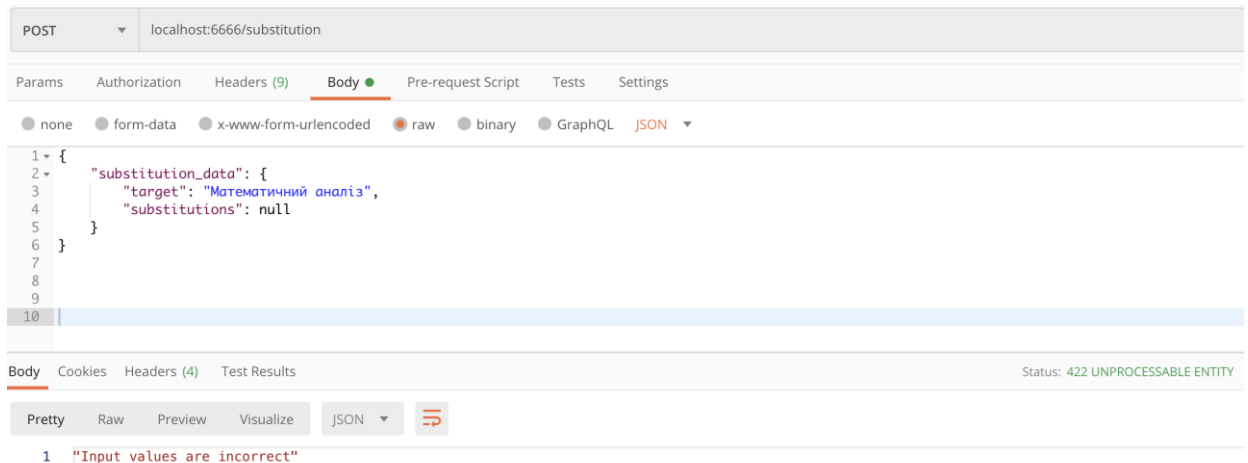 POST localhost:6666/substitution
Params Authorization Headers (9) Body Pre-request Script Tests Settings
none form-data x-www-form-urlencoded raw binary GraphQL JSON
1 {
2 "substitution_data": {
3 "target": "Математичний аналіз",
4 "substitutions": null
5 }
6 }
7
8
9
10
Body Cookies Headers (4) Test Results Status: 422 UNPROCESSABLE ENTITY
Pretty Raw Preview Visualize JSON
1 "Input values are incorrect"